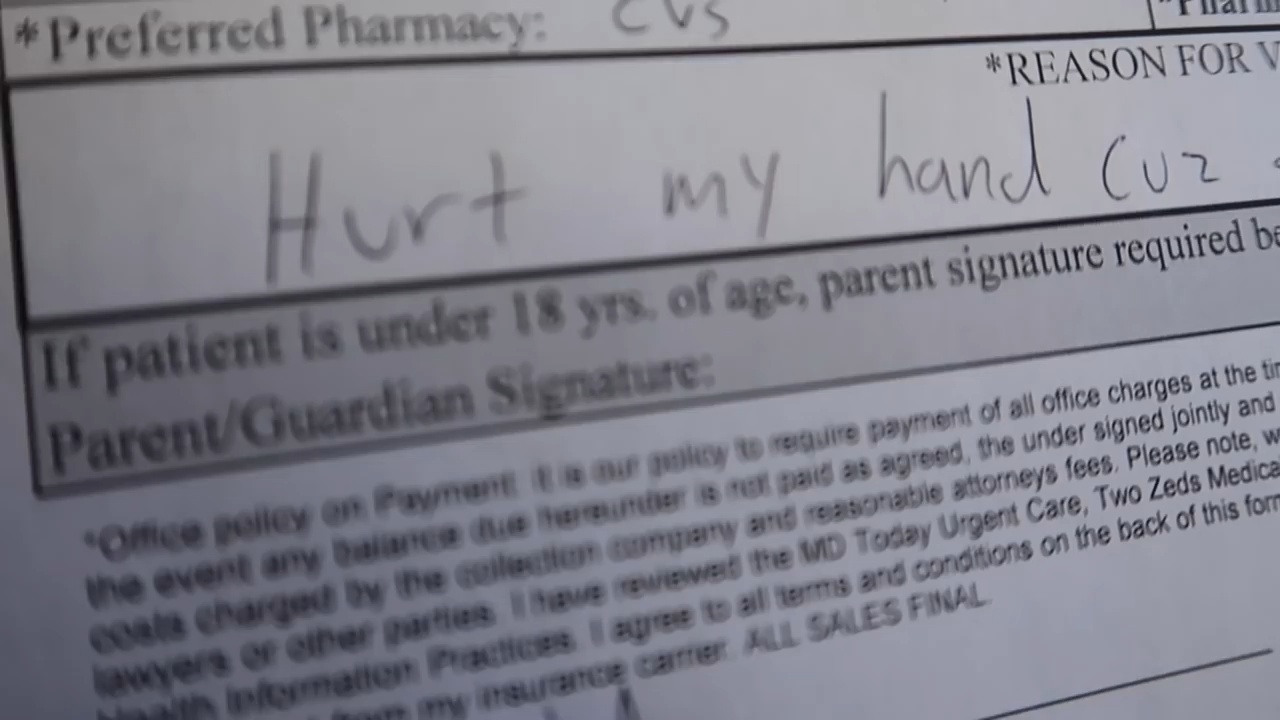 *Preferred Pharmacy: CVS
*REASON FOR V
Hurt my hand cuz
If patient is under 18 yrs. of age, parent signature required be
Parent/Guardian Signature:
*Office policy on Payment: it is our policy to require payment of all office charges at the tim
the event any balance due hereunder is not paid as agreed, the under signed jointly and
costs charged by the collection company and reasonable attorneys fees. Please note, w
lawyers or other parties. I have reviewed the MD Today Urgent Care, Two Zeds Medica
Health Information Practices. I agree to all terms and conditions on the back of this form
from my insurance carrier. ALL SALES FINAL.